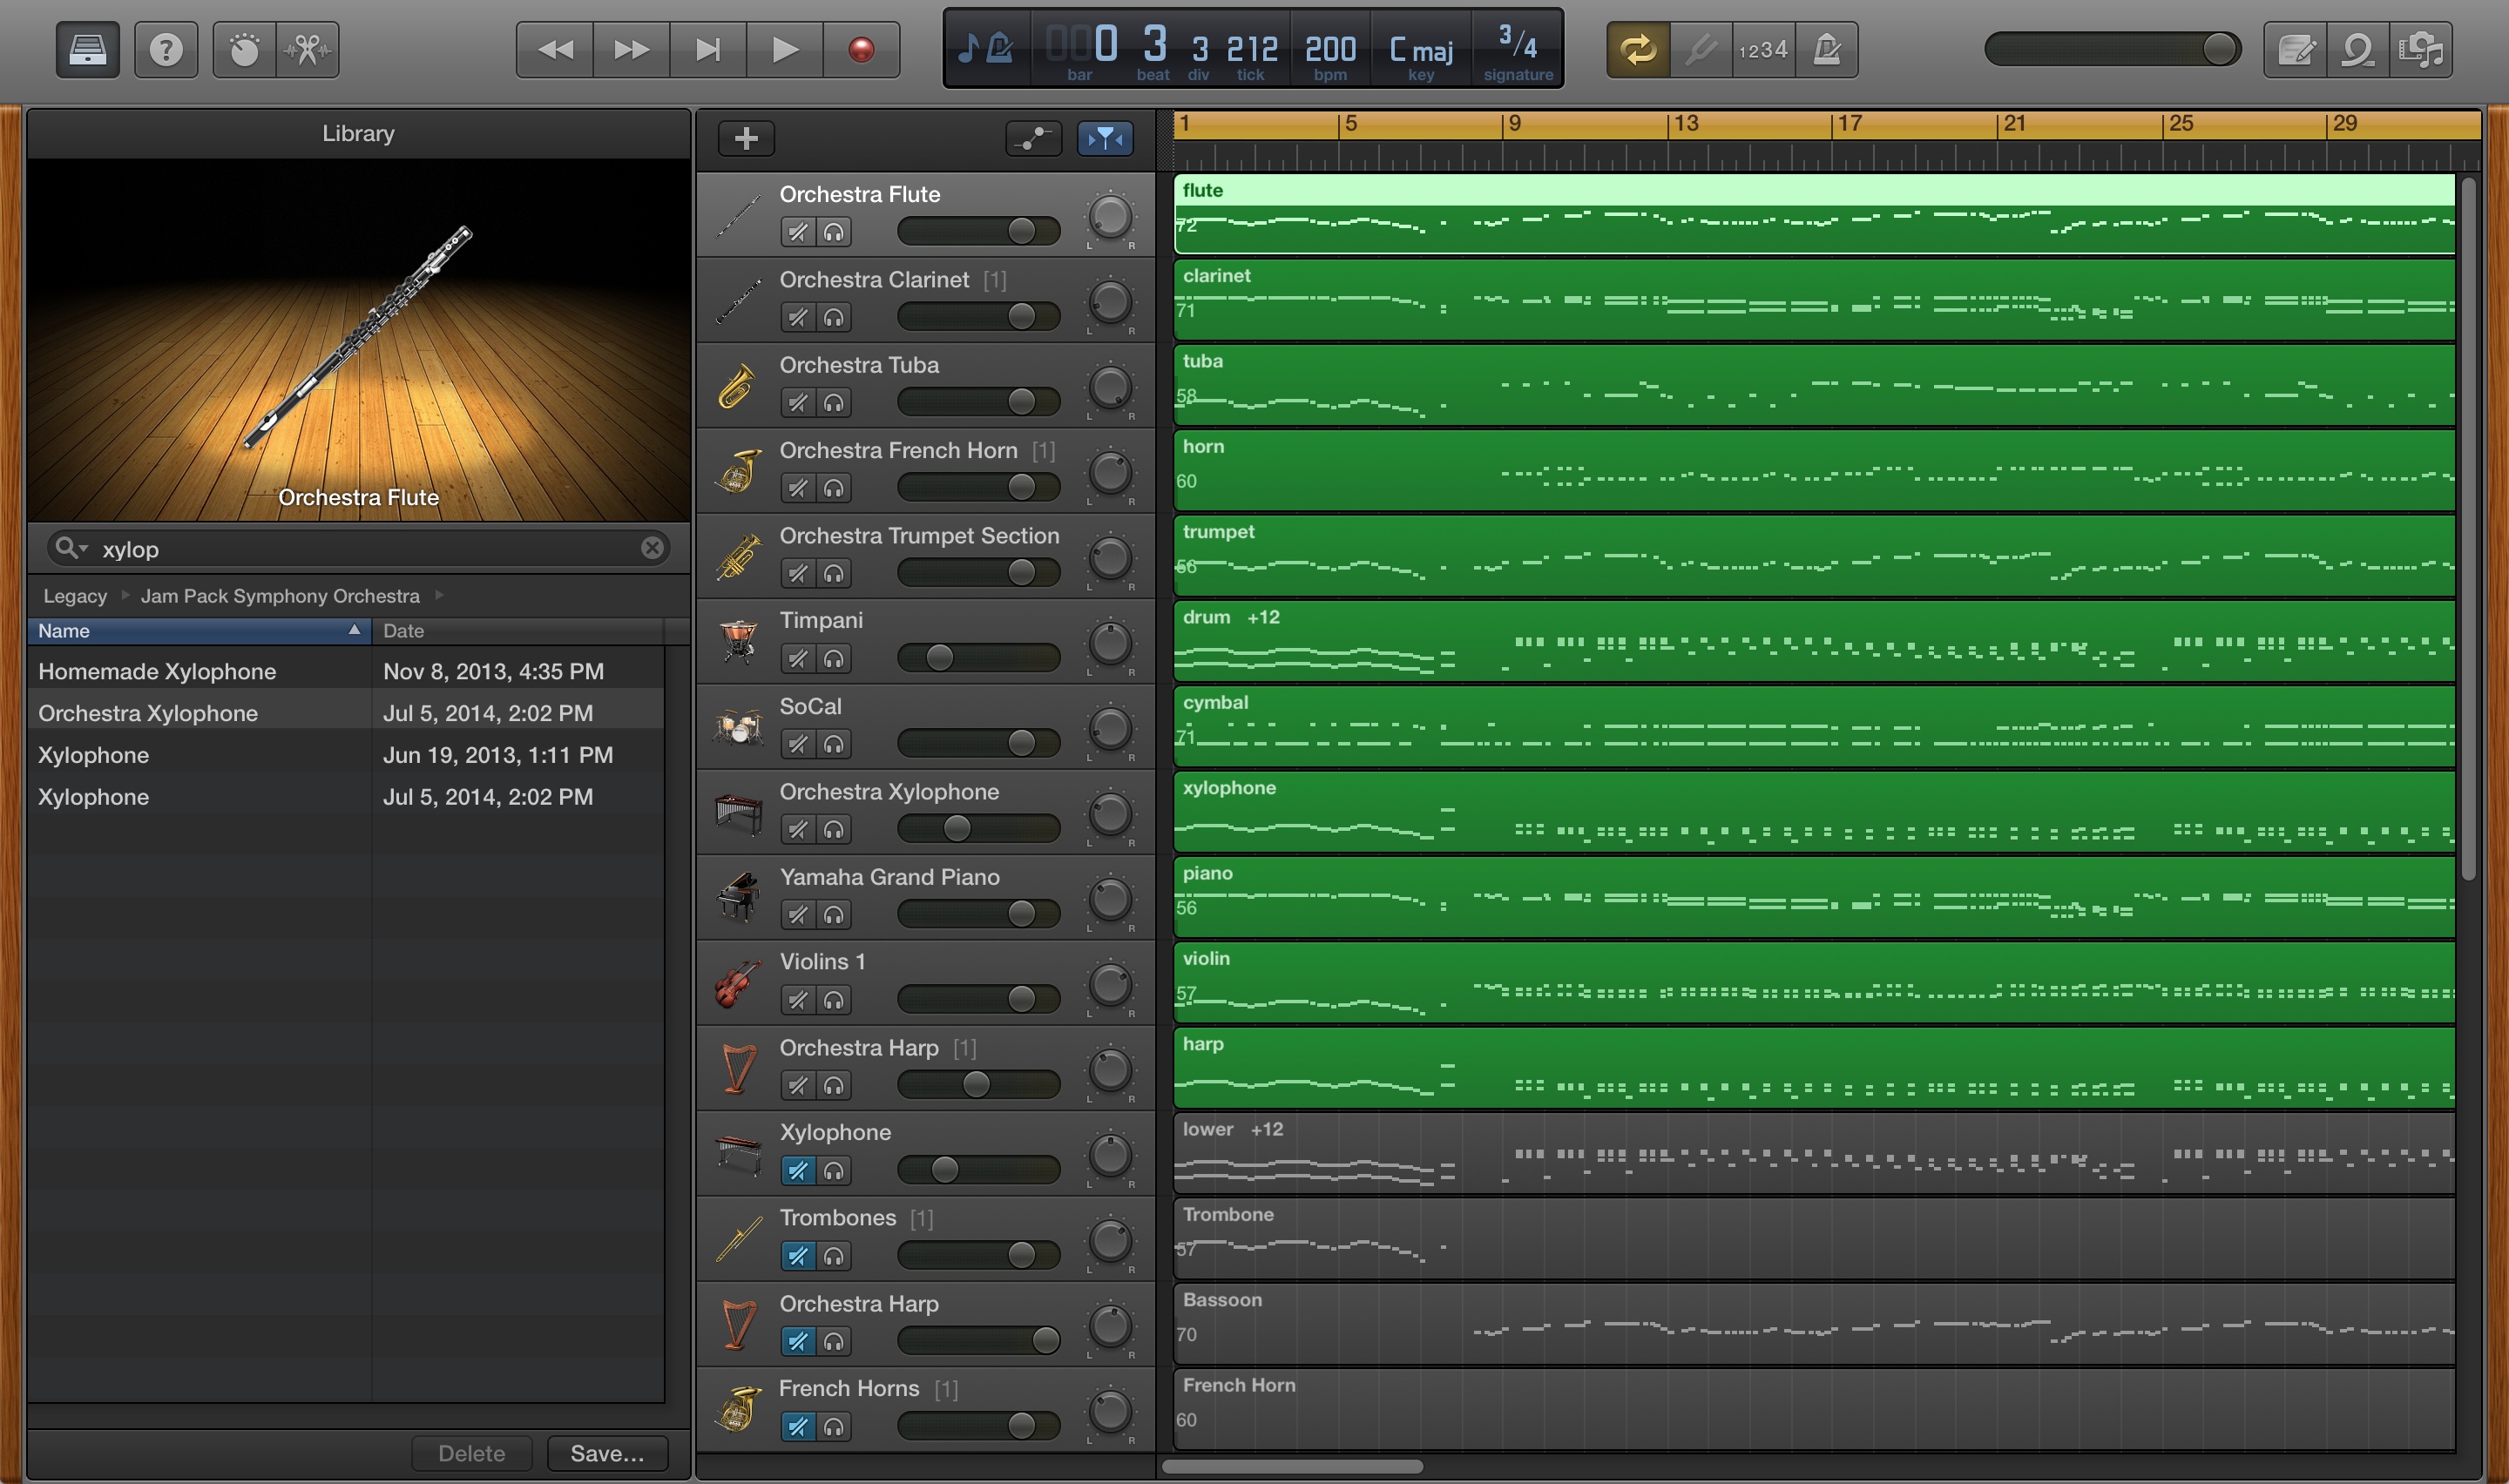 0 3 3 212 200 C maj 3/4
bar beat div tick bpm key signature
1234
Library
Orchestra Flute
xylop
Legacy Jam Pack Symphony Orchestra
Name Date
Homemade Xylophone Nov 8, 2013, 4:35 PM
Orchestra Xylophone Jul 5, 2014, 2:02 PM
Xylophone Jun 19, 2013, 1:11 PM
Xylophone Jul 5, 2014, 2:02 PM
Delete Save...
1 5 9 13 17 21 25 29
Orchestra Flute
L R
flute
72
Orchestra Clarinet [1]
L R
clarinet
71
Orchestra Tuba
L R
tuba
58
Orchestra French Horn [1]
L R
horn
60
Orchestra Trumpet Section
L R
trumpet
56
Timpani
L R
drum +12
SoCal
L R
cymbal
71
Orchestra Xylophone
L R
xylophone
Yamaha Grand Piano
L R
piano
56
Violins 1
L R
violin
57
Orchestra Harp [1]
L R
harp
Xylophone
L R
lower +12
Trombones [1]
L R
Trombone
57
Orchestra Harp
L R
Bassoon
70
French Horns [1]
L R
French Horn
60